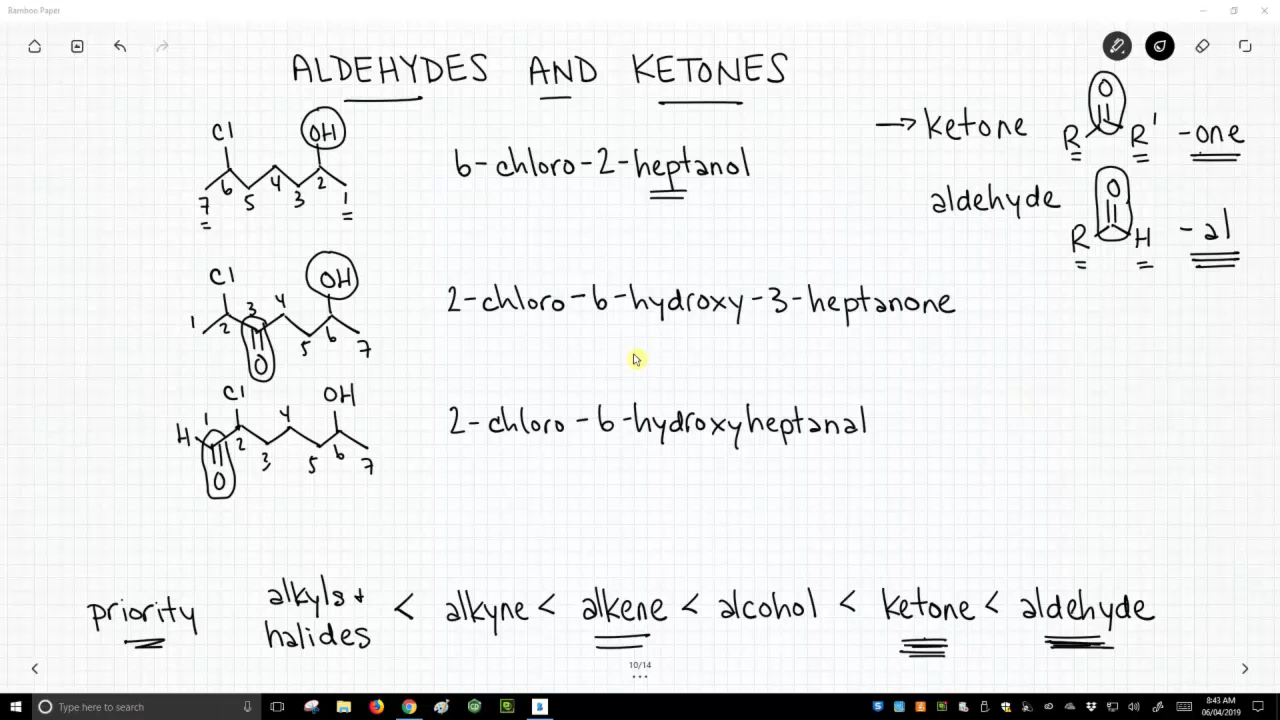 Bamboo Paper
ALDEHYDES AND KETONES
Cl OH
7 6 5 4 3 2 1
6-chloro-2-heptanol
→ ketone R O R' -one
aldehyde R O H -al
Cl OH
1 2 3 4 5 6 7
O
2-chloro-6-hydroxy-3-heptanone
Cl OH
H 1 2 3 4 5 6 7
O
2-chloro-6-hydroxyheptanal
priority alkyls + halides < alkyne < alkene < alcohol < ketone < aldehyde
10/14
Type here to search
8:43 AM
06/04/2019